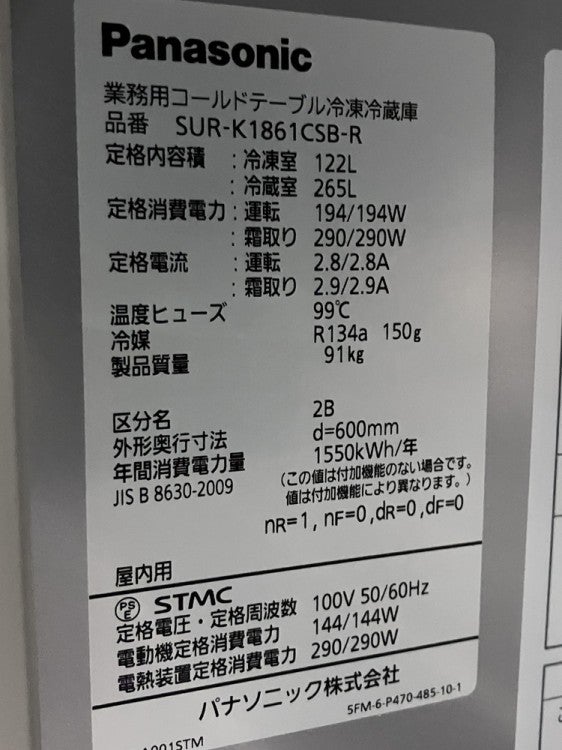 Panasonic
業務用コールドテーブル冷凍冷蔵庫
品番 SUR-K1861CSB-R
定格内容積 : 冷凍室 122L
: 冷蔵室 265L
定格消費電力 : 運転 194/194W
: 霜取り 290/290W
定格電流 : 運転 2.8/2.8A
: 霜取り 2.9/2.9A
温度ヒューズ 99℃
冷媒 R134a 150g
製品質量 91kg
区分名 2B
外形奥行寸法 d=600mm
年間消費電力量 1550kWh/年
JIS B 8630-2009 (この値は付加機能のない場合です。
値は付加機能により異なります。)
nR=1, nF=0,dR=0,dF=0
屋内用
PSE STMC
定格電圧・定格周波数 100V 50/60Hz
電動機定格消費電力 144/144W
電熱装置定格消費電力 290/290W
パナソニック株式会社
5FM-6-P470-485-10-1